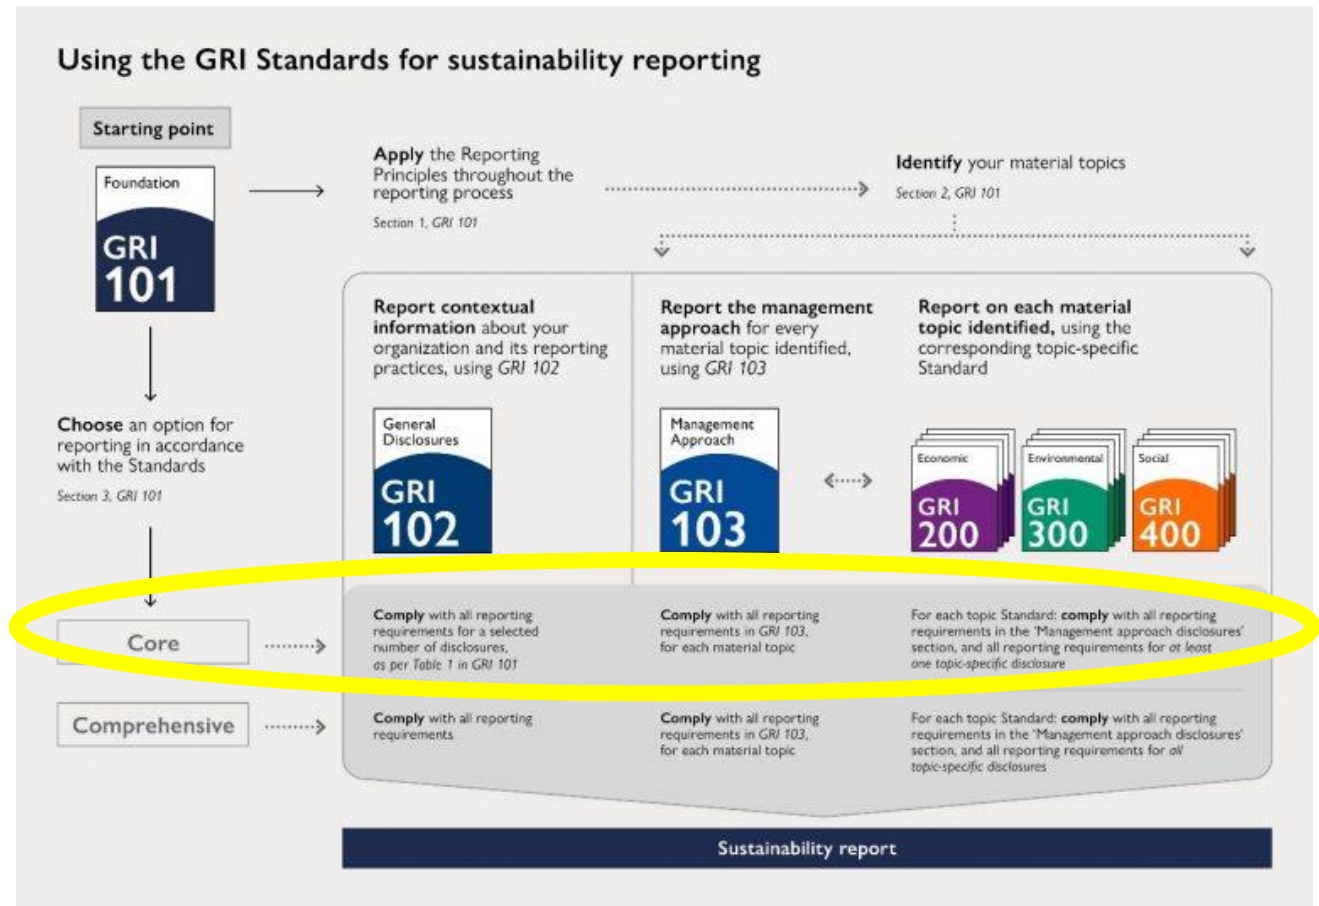 Using the GRI Standards for sustainability reporting
Starting point
Foundation
GRI
101
Apply the Reporting
Principles throughout the
reporting process
Section 1, GRI 101
Identify your material topics
Section 2, GRI 101
Choose an option for
reporting in accordance
with the Standards
Section 3, GRI 101
Report contextual
information about your
organization and its reporting
practices, using GRI 102
General
Disclosures
GRI
102
Report the management
approach for every
material topic identified,
using GRI 103
Management
Approach
GRI
103
Report on each material
topic identified, using the
corresponding topic-specific
Standard
Economic
GRI
200
Environmental
GRI
300
Social
GRI
400
Core
Comply with all reporting
requirements for a selected
number of disclosures,
as per Table 1 in GRI 101
Comply with all reporting
requirements in GRI 103,
for each material topic
For each topic Standard: comply with all reporting
requirements in the 'Management approach disclosures'
section, and all reporting requirements for at least
one topic-specific disclosure
Comprehensive
Comply with all reporting
requirements
Comply with all reporting
requirements in GRI 103,
for each material topic
For each topic Standard: comply with all reporting
requirements in the 'Management approach disclosures'
section, and all reporting requirements for all
topic-specific disclosures
Sustainability report